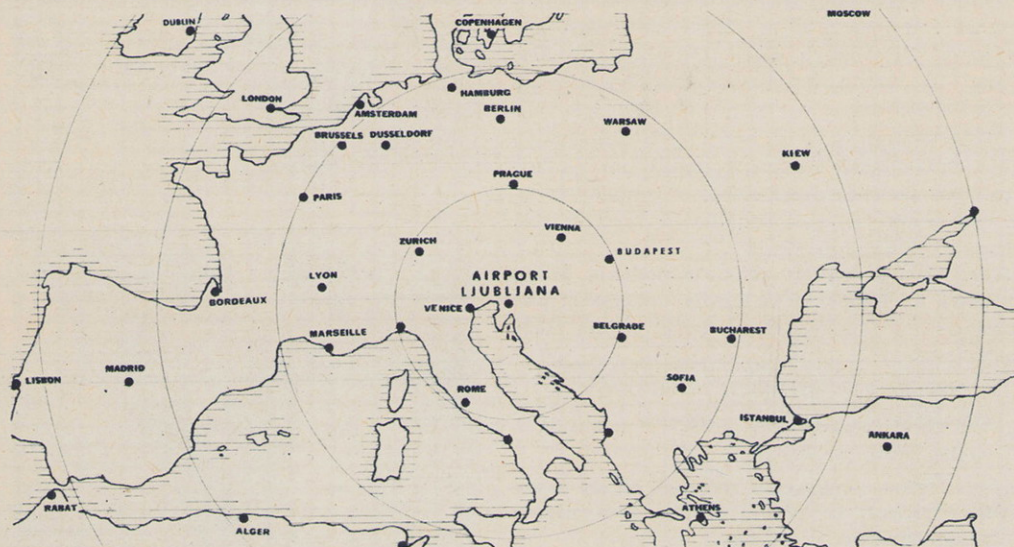 MOSCOW
DUBLIN
COPENHAGEN
HAMBURG
LONDON
BERLIN
AMSTERDAM
WARSAW
BRUSSELS
DUSSELDORF
KIEW
PRAGUE
PARIS
VIENNA
ZURICH
BUDAPEST
LYON
AIRPORT
LJUBLJANA
BORDEAUX
VENICE
MARSEILLE
BELGRADE
BUCHAREST
MADRID
LISBON
SOFIA
ROME
ISTANBUL
ANKARA
RABAT
ATHENS
ALGER